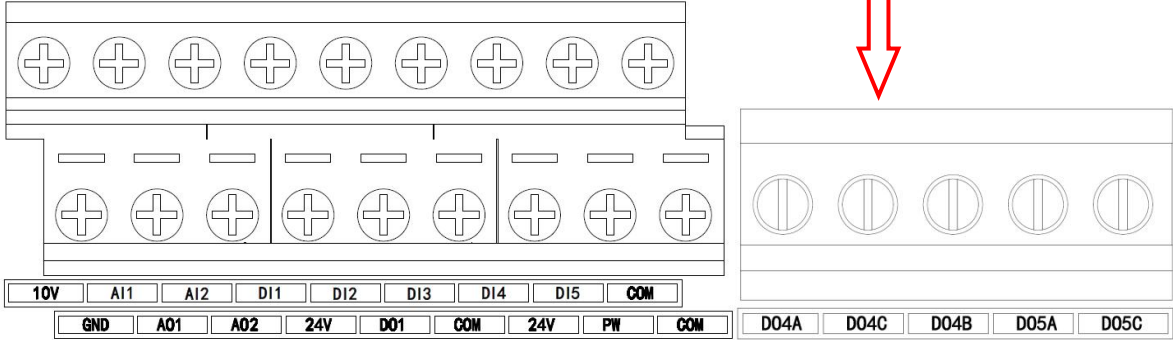 10V AI1 AI2 DI1 DI2 DI3 DI4 DI5 COM
GND AO1 AO2 24V DO1 COM 24V PW COM
DO4A DO4C DO4B DO5A DO5C